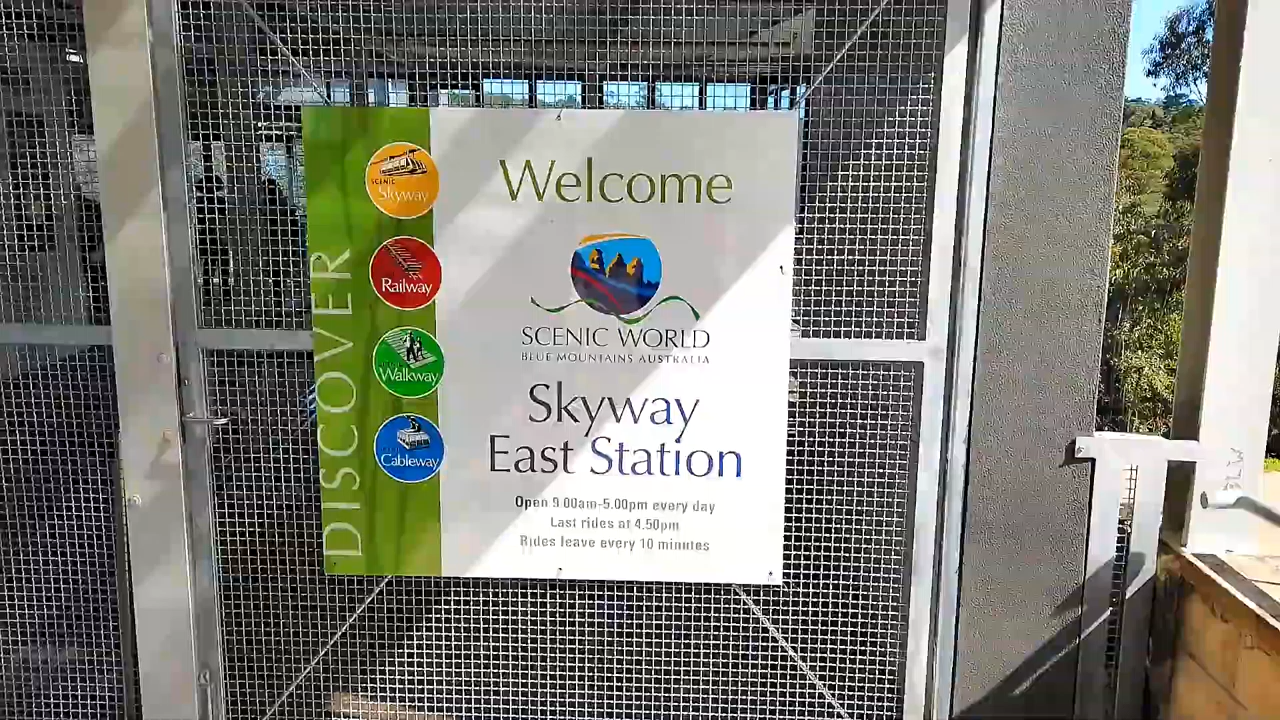 DISCOVER
SCENIC
Skyway
Railway
Walkway
Cableway
Welcome
SCENIC WORLD
BLUE MOUNTAINS AUSTRALIA
Skyway
East Station
Open 9.00am-5.00pm every day
Last rides at 4.50pm
Rides leave every 10 minutes